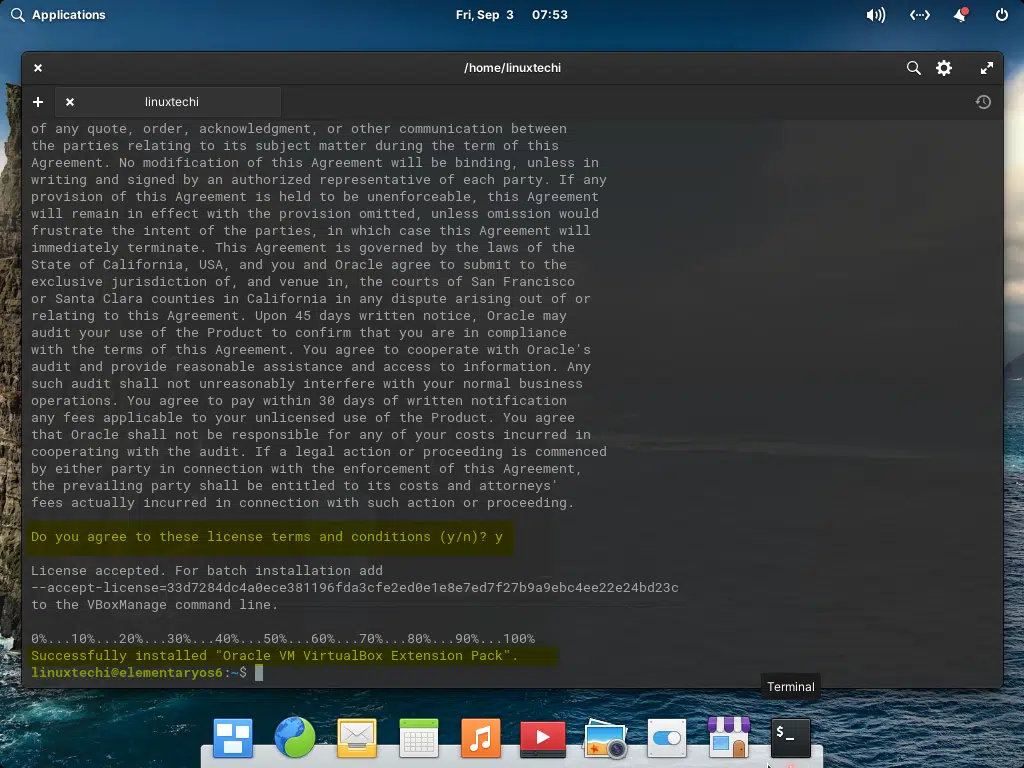 Applications
Fri, Sep 3 07:53
/home/linuxtechi
linuxtechi
of any quote, order, acknowledgment, or other communication between
the parties relating to its subject matter during the term of this
Agreement. No modification of this Agreement will be binding, unless in
writing and signed by an authorized representative of each party. If any
provision of this Agreement is held to be unenforceable, this Agreement
will remain in effect with the provision omitted, unless omission would
frustrate the intent of the parties, in which case this Agreement will
immediately terminate. This Agreement is governed by the laws of the
State of California, USA, and you and Oracle agree to submit to the
exclusive jurisdiction of, and venue in, the courts of San Francisco
or Santa Clara counties in California in any dispute arising out of or
relating to this Agreement. Upon 45 days written notice, Oracle may
audit your use of the Product to confirm that you are in compliance
with the terms of this Agreement. You agree to cooperate with Oracle's
audit and provide reasonable assistance and access to information. Any
such audit shall not unreasonably interfere with your normal business
operations. You agree to pay within 30 days of written notification
any fees applicable to your unlicensed use of the Product. You agree
that Oracle shall not be responsible for any of your costs incurred in
cooperating with the audit. If a legal action or proceeding is commenced
by either party in connection with the enforcement of this Agreement,
the prevailing party shall be entitled to its costs and attorneys'
fees actually incurred in connection with such action or proceeding.
Do you agree to these license terms and conditions (y/n)? y
License accepted. For batch installation add
--accept-license=33d7284dc4a0ece381196fda3cfe2ed0e1e8e7ed7f27b9a9ebc4ee22e24bd23c
to the VBoxManage command line.
0%...10%...20%...30%...40%...50%...60%...70%...80%...90%...100%
Successfully installed "Oracle VM VirtualBox Extension Pack".
linuxtechi@elementaryos6:~$
Terminal
$_